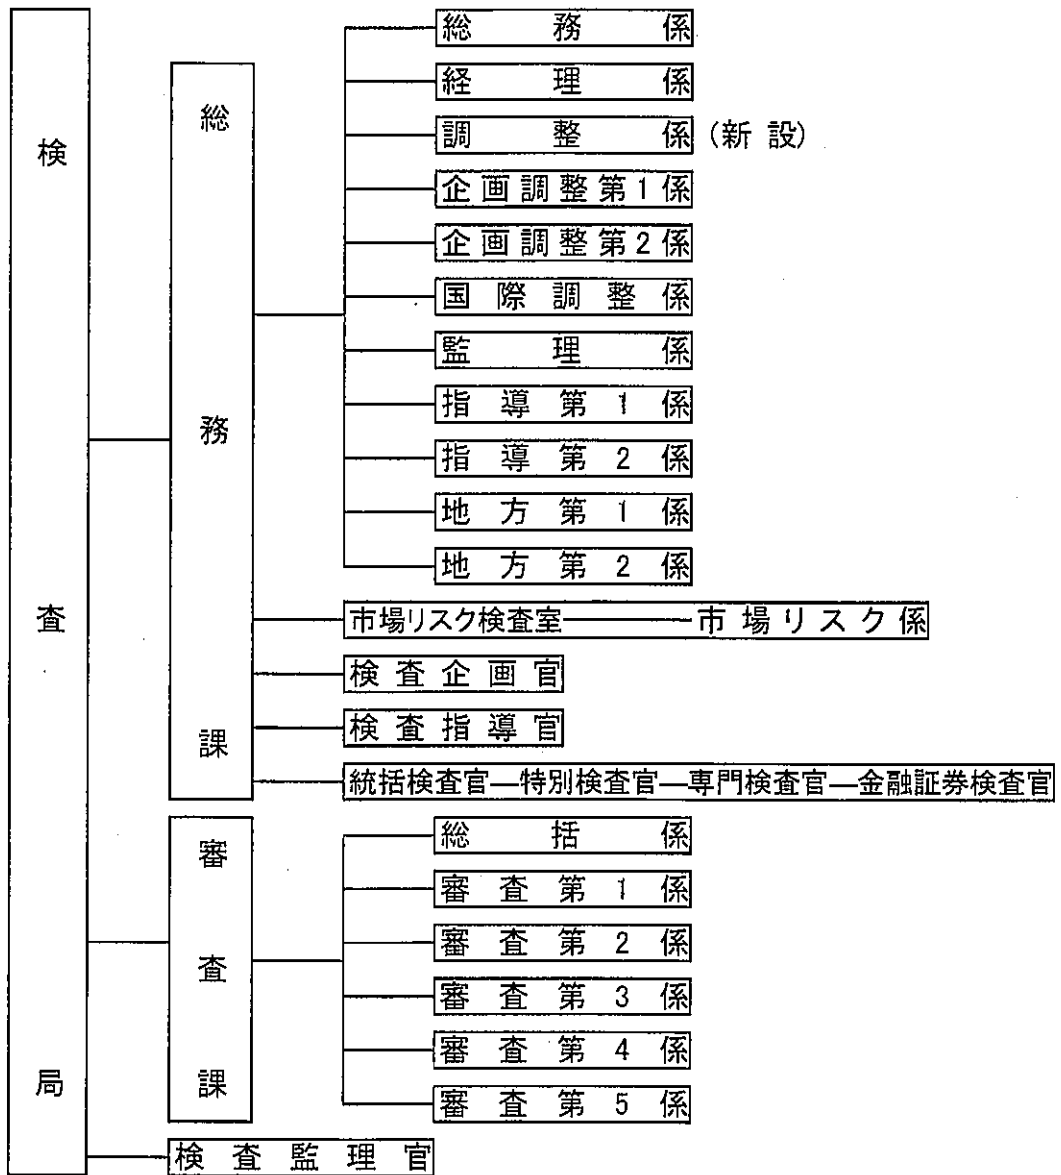 検査局
総務課
総務係
経理係
調整係 (新設)
企画調整第1係
企画調整第2係
国際調整係
監理係
指導第1係
指導第2係
地方第1係
地方第2係
市場リスク検査室―市場リスク係
検査企画官
検査指導官
統括検査官―特別検査官―専門検査官―金融証券検査官
審査課
総括係
審査第1係
審査第2係
審査第3係
審査第4係
審査第5係
検査監理官